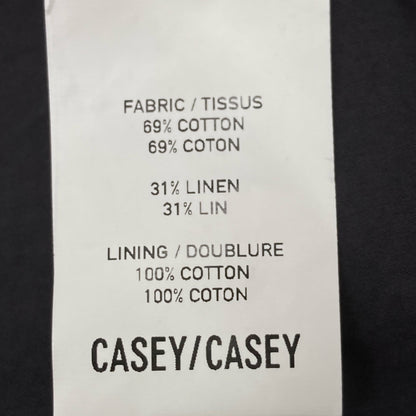 FABRIC / TISSUS
69% COTTON
69% COTON
31% LINEN
31% LIN
LINING / DOUBLURE
100% COTTON
100% COTON
CASEY/CASEY